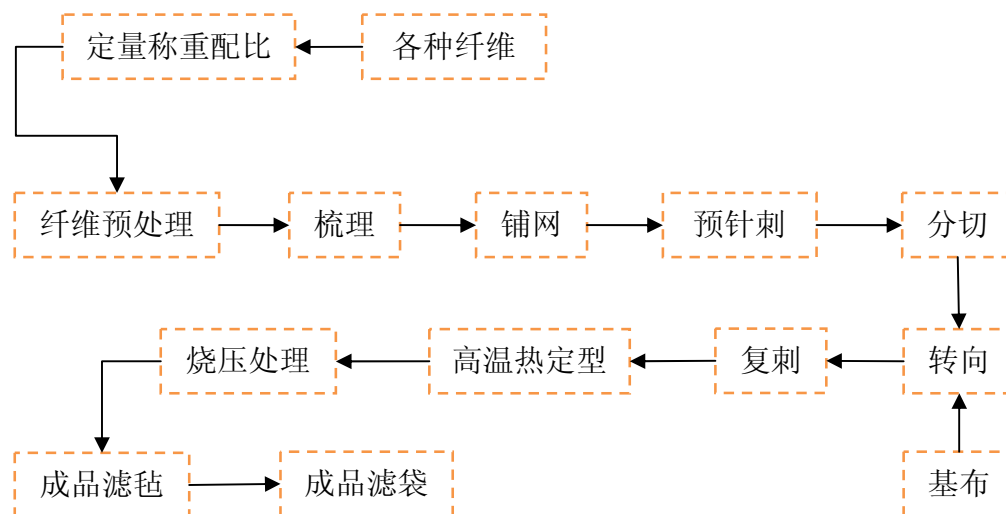 定量称重配比
各种纤维
纤维预处理
梳理
铺网
预针刺
分切
烧压处理
高温热定型
复刺
转向
成品滤毡
成品滤袋
基布